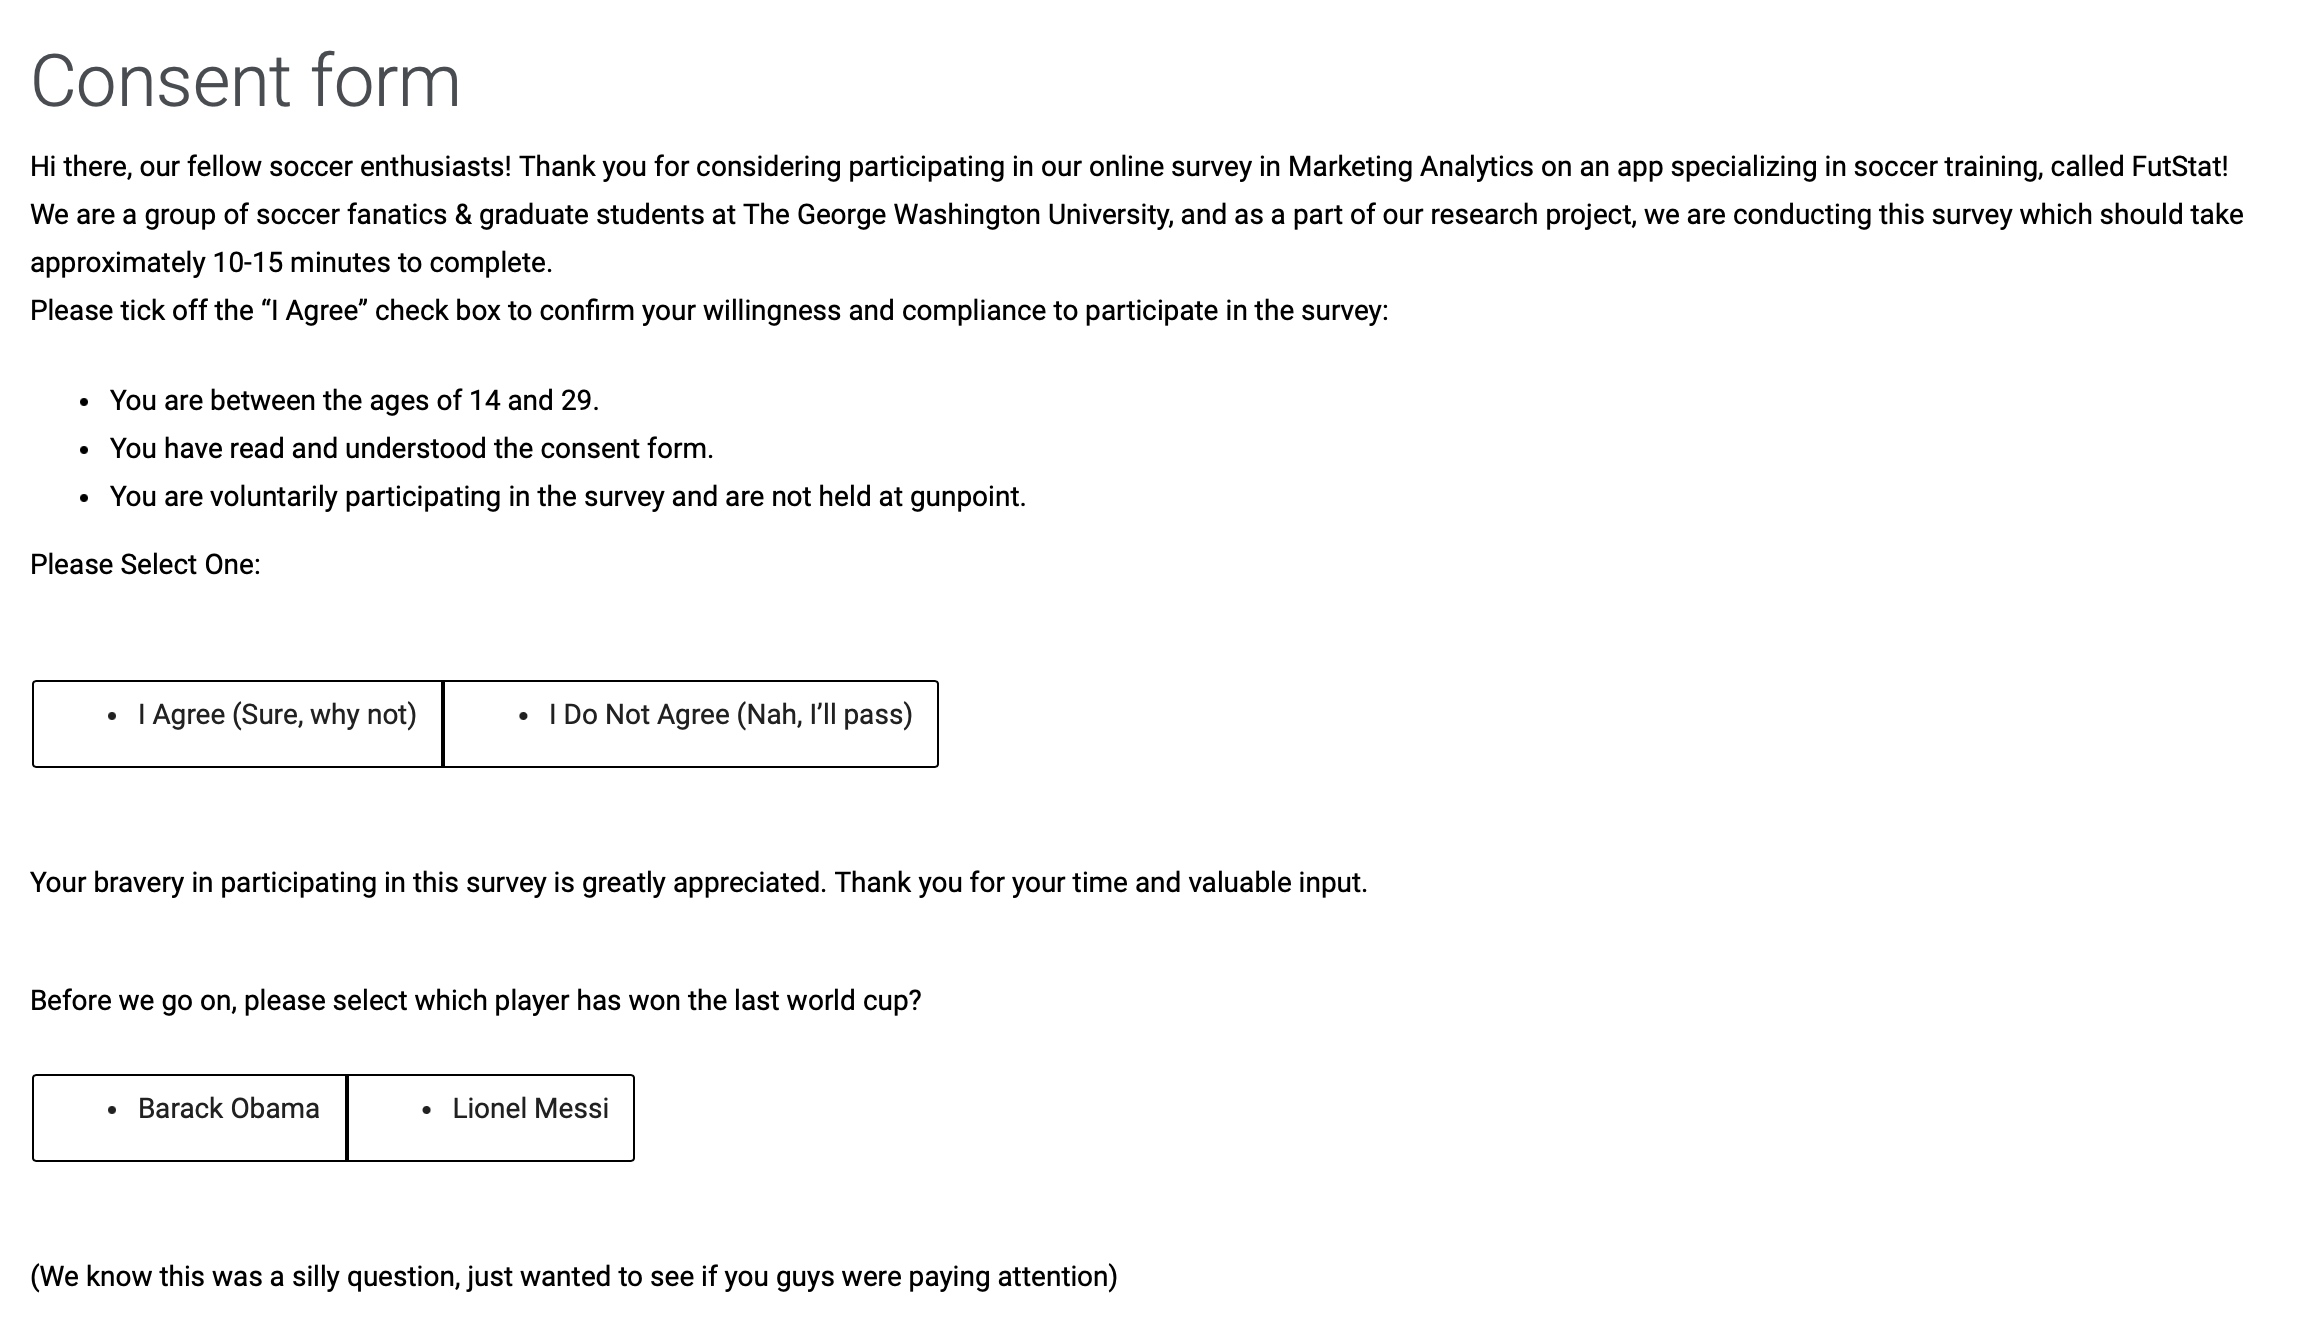 Consent form
Hi there, our fellow soccer enthusiasts! Thank you for considering participating in our online survey in Marketing Analytics on an app specializing in soccer training, called FutStat!
We are a group of soccer fanatics & graduate students at The George Washington University, and as a part of our research project, we are conducting this survey which should take
approximately 10-15 minutes to complete.
Please tick off the “I Agree” check box to confirm your willingness and compliance to participate in the survey:
• You are between the ages of 14 and 29.
• You have read and understood the consent form.
• You are voluntarily participating in the survey and are not held at gunpoint.
Please Select One:
• I Agree (Sure, why not) • I Do Not Agree (Nah, I’ll pass)
Your bravery in participating in this survey is greatly appreciated. Thank you for your time and valuable input.
Before we go on, please select which player has won the last world cup?
• Barack Obama • Lionel Messi
(We know this was a silly question, just wanted to see if you guys were paying attention)